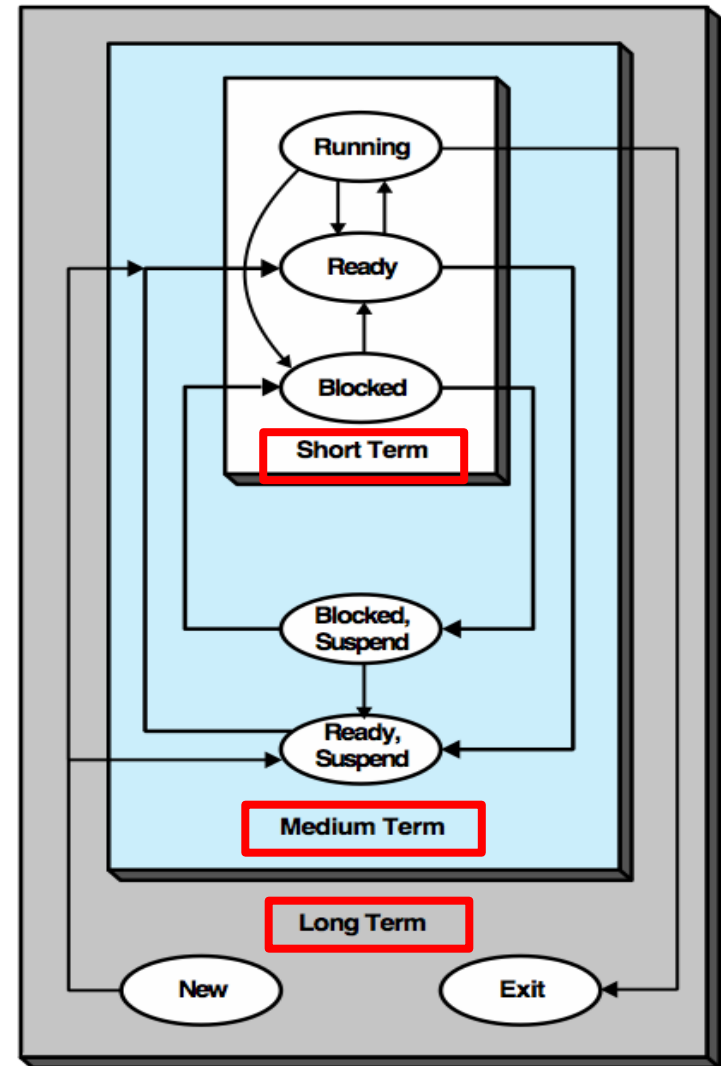 Running
Ready
Blocked
Short Term
Blocked,
Suspend
Ready,
Suspend
Medium Term
Long Term
New
Exit